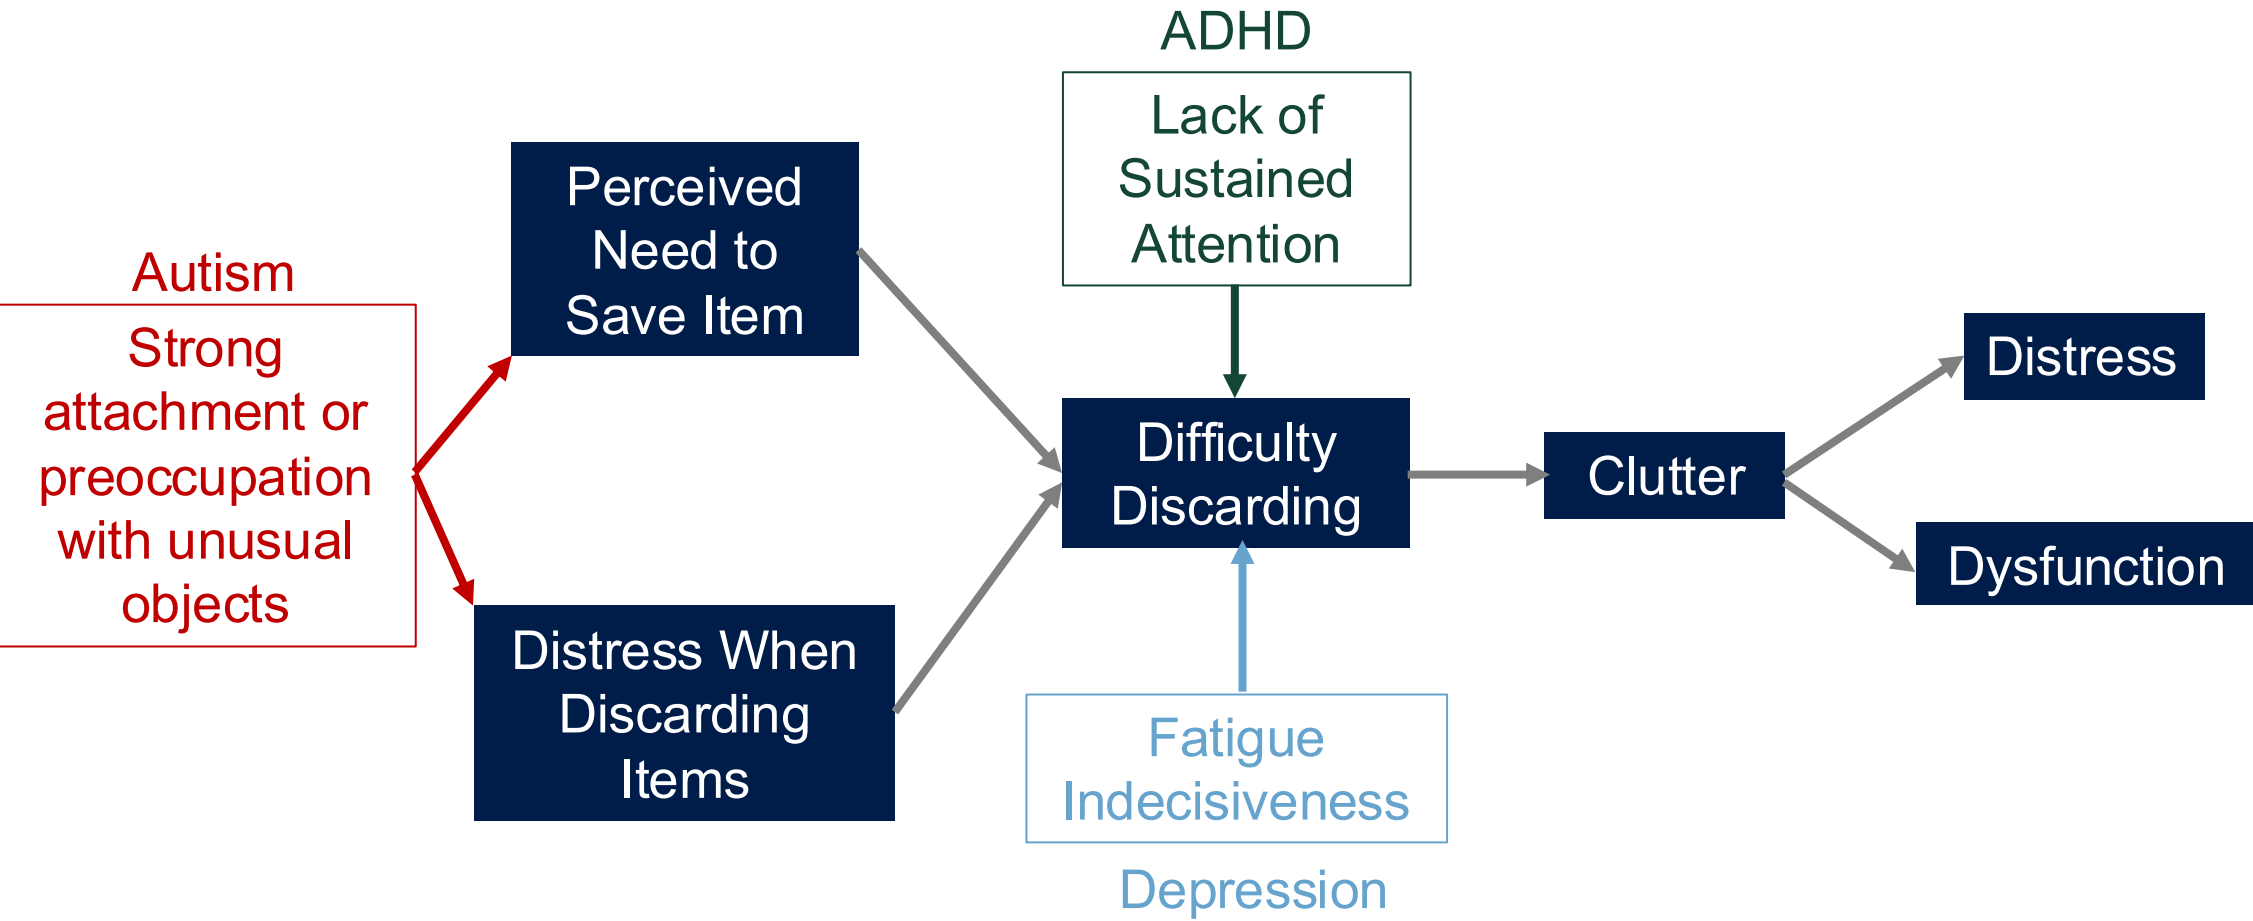 ADHD
Lack of
Sustained
Attention
Perceived
Need to
Save Item
Autism
Strong
attachment or
preoccupation
with unusual
objects
Distress When
Discarding
Items
Difficulty
Discarding
Fatigue
Indecisiveness
Depression
Clutter
Distress
Dysfunction